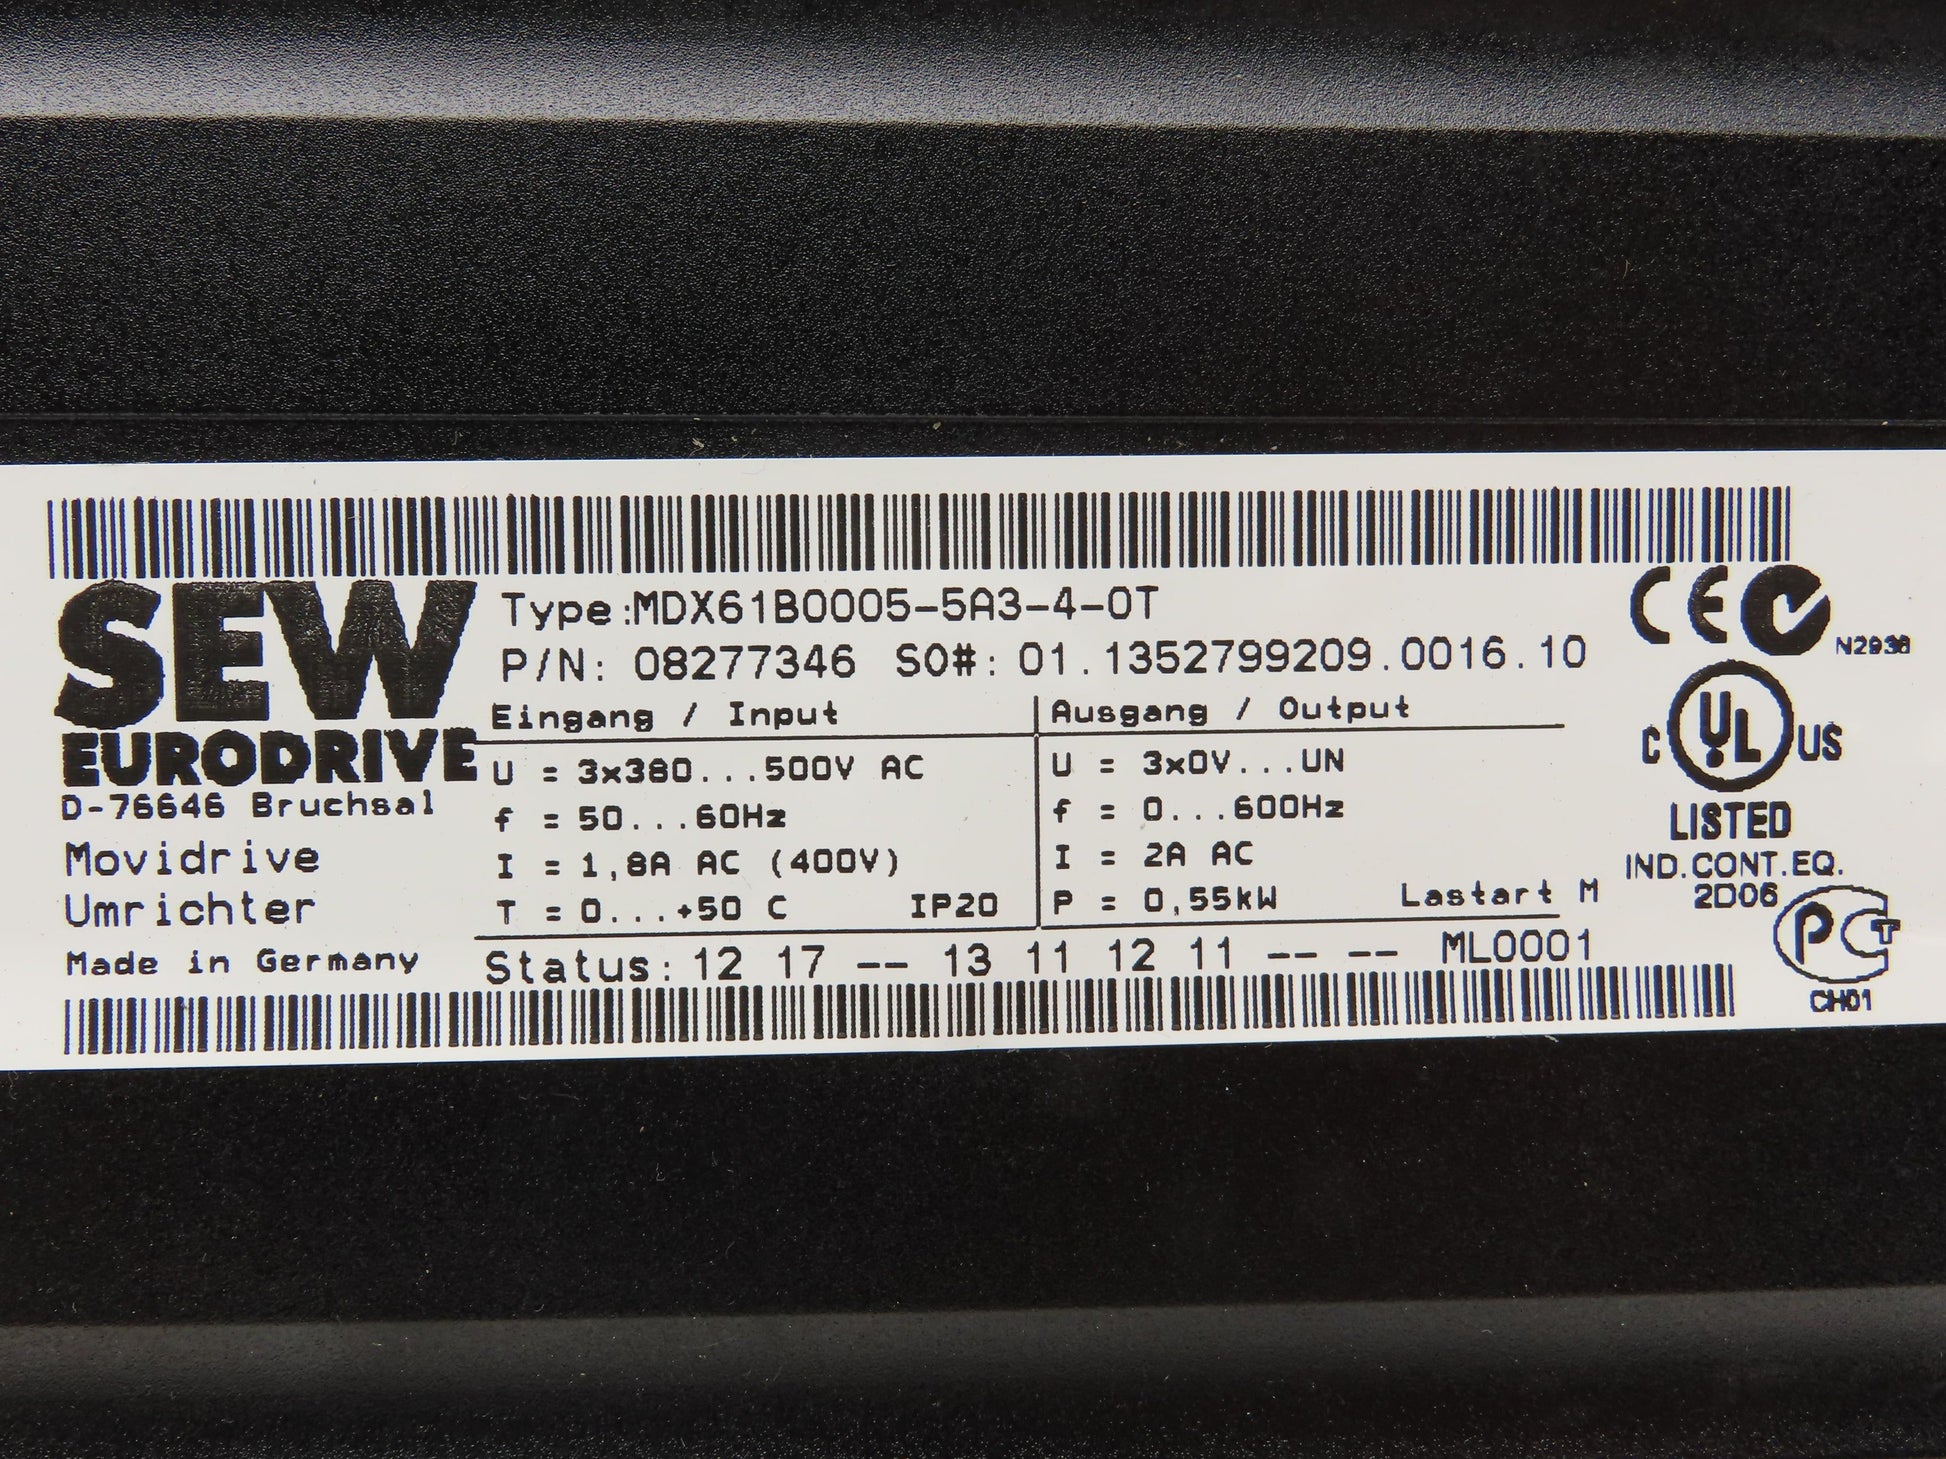 SEW
EURODRIVE
D-76646 Bruchsal
Movidrive
Umrichter
Made in Germany
Type:MDX61B0005-5A3-4-0T
P/N: 08277346 SO#: 01.1352799209.0016.10
Eingang / Input
U = 3x380...500V AC
f = 50...60Hz
I = 1,8A AC (400V)
T = 0...+50 C IP20
Ausgang / Output
U = 3x0V...UN
f = 0...600Hz
I = 2A AC
P = 0,55kW Lastart M
Status: 12 17 -- 13 11 12 11 -- -- ML0001
CE
N2936
C UL US
LISTED
IND.CONT.EQ.
2D06
PCT
CH01